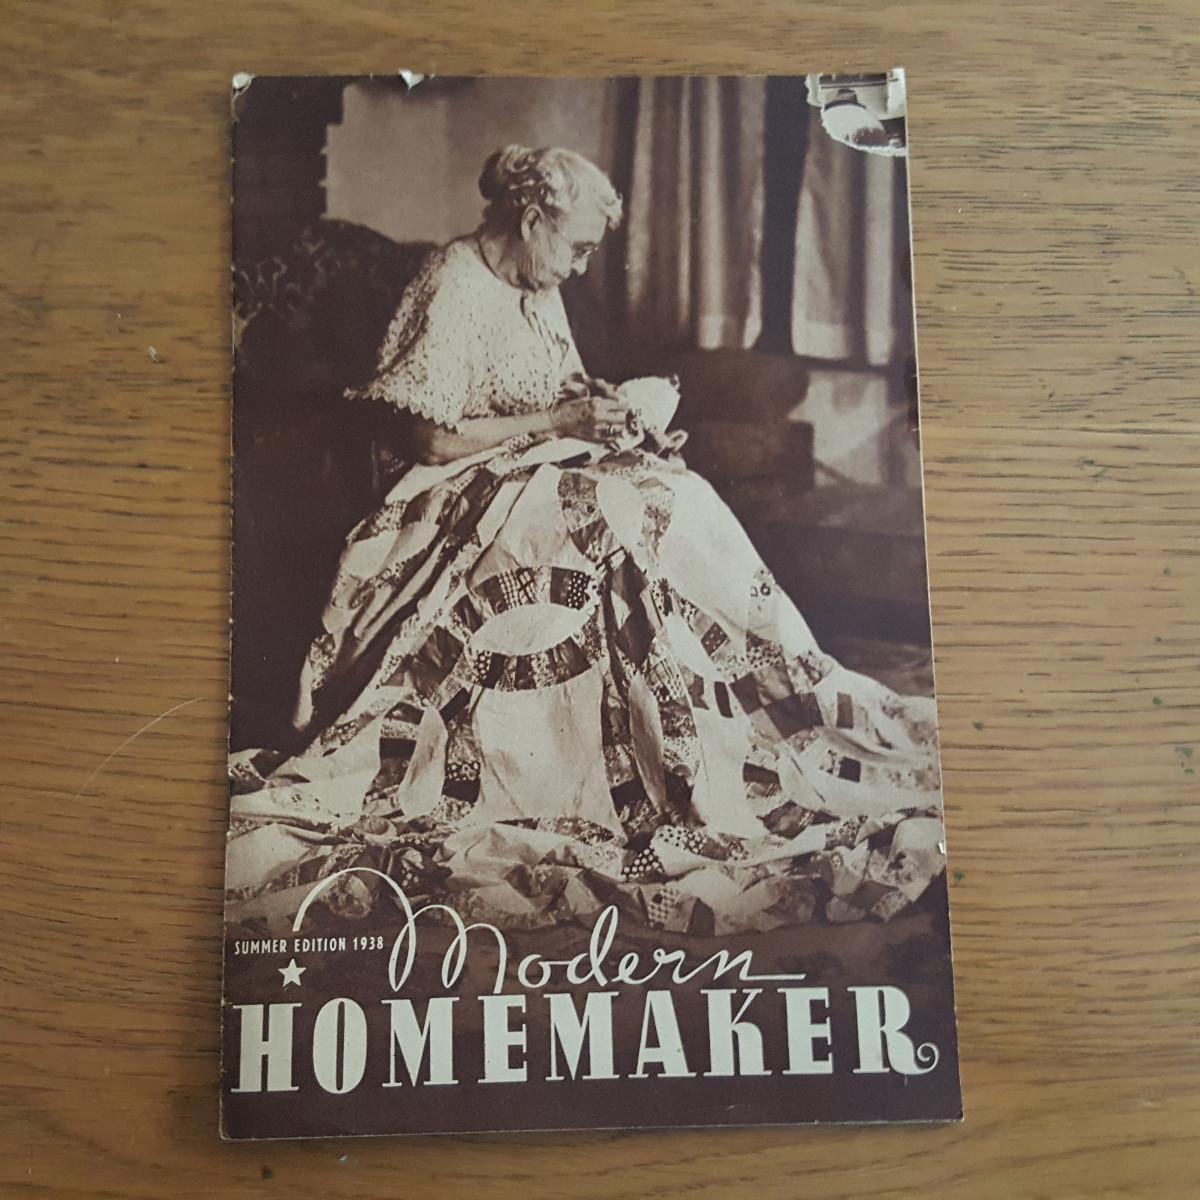 SUMMER EDITION 1938
Modern
HOMEMAKER